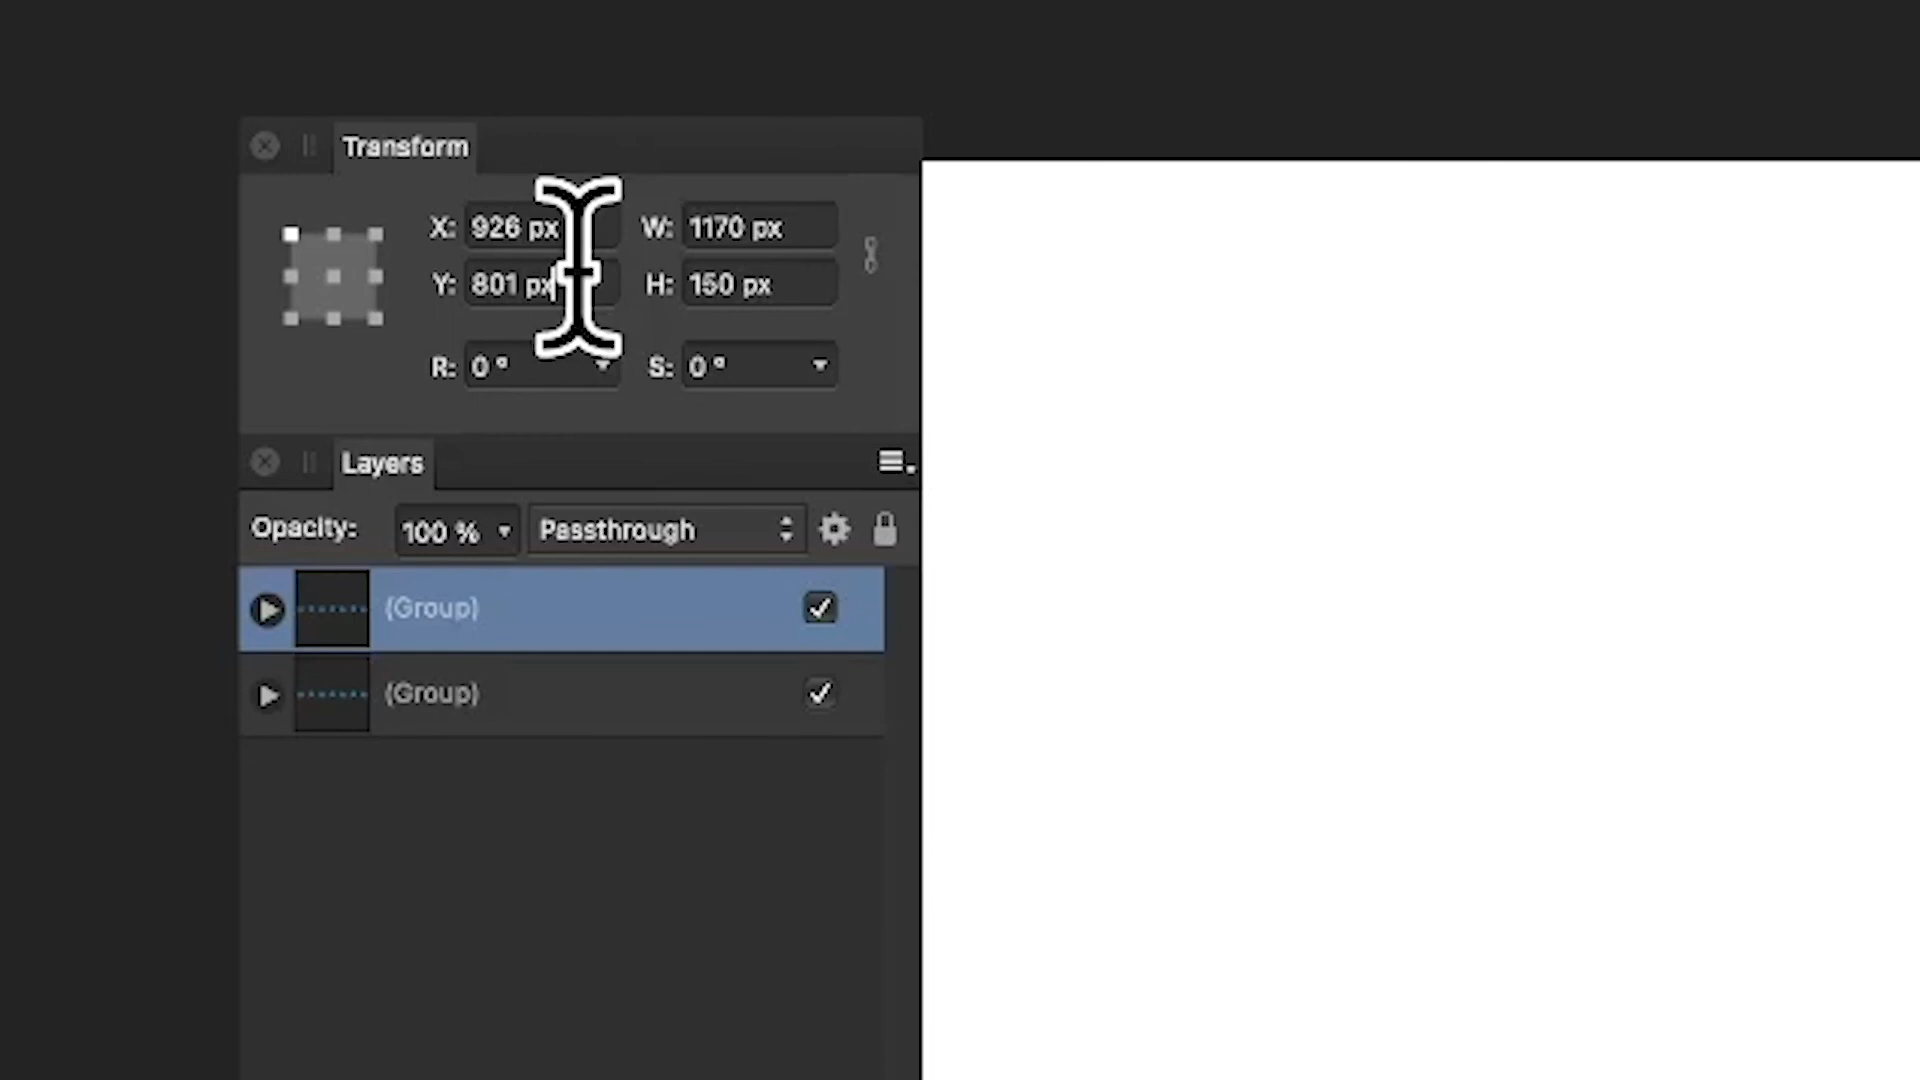 Transform
X: 926 px W: 1170 px
Y: 801 px H: 150 px
R: 0 ° S: 0 °
Layers
Opacity: 100 % Passthrough
(Group)
(Group)